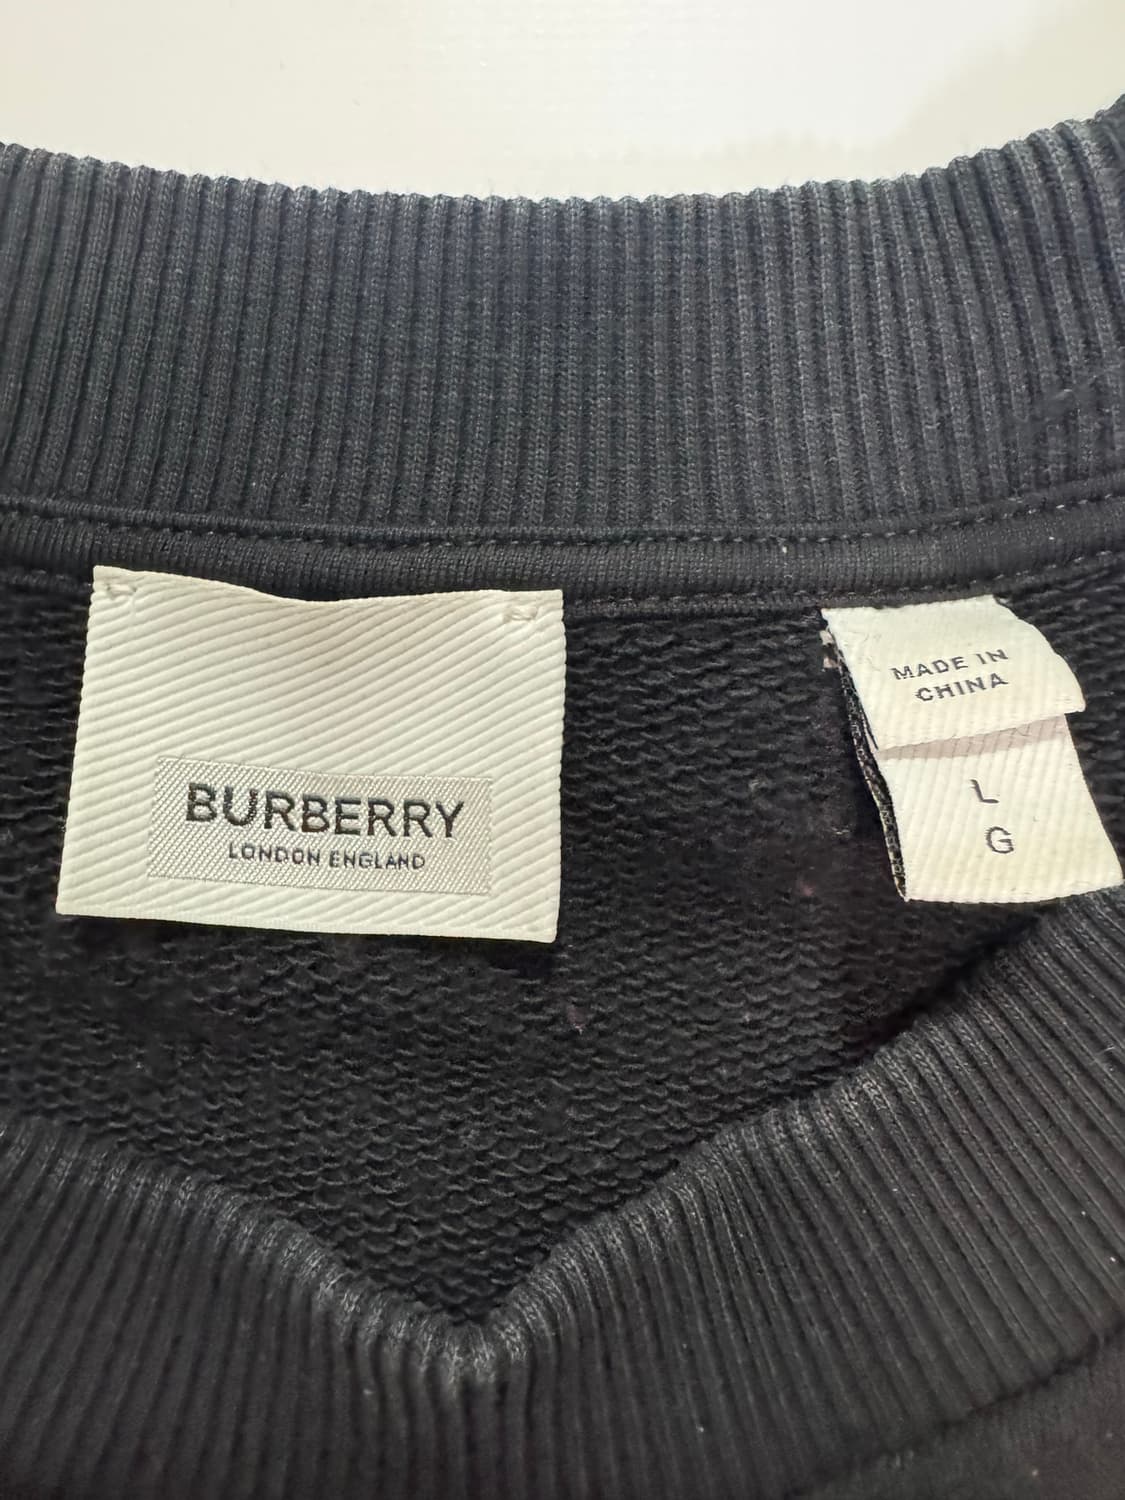 BURBERRY
LONDON ENGLAND
MADE IN
CHINA
L
G